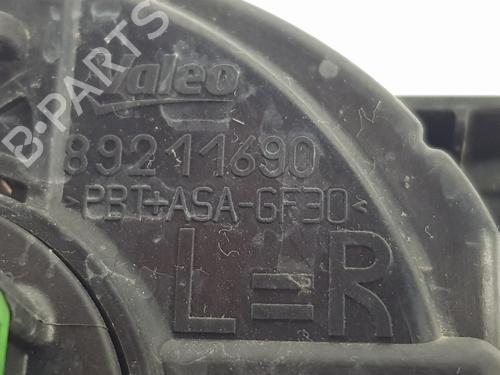 Valeo
89211690
>PBT+ASA-GF30<
L=R
B-PARTS